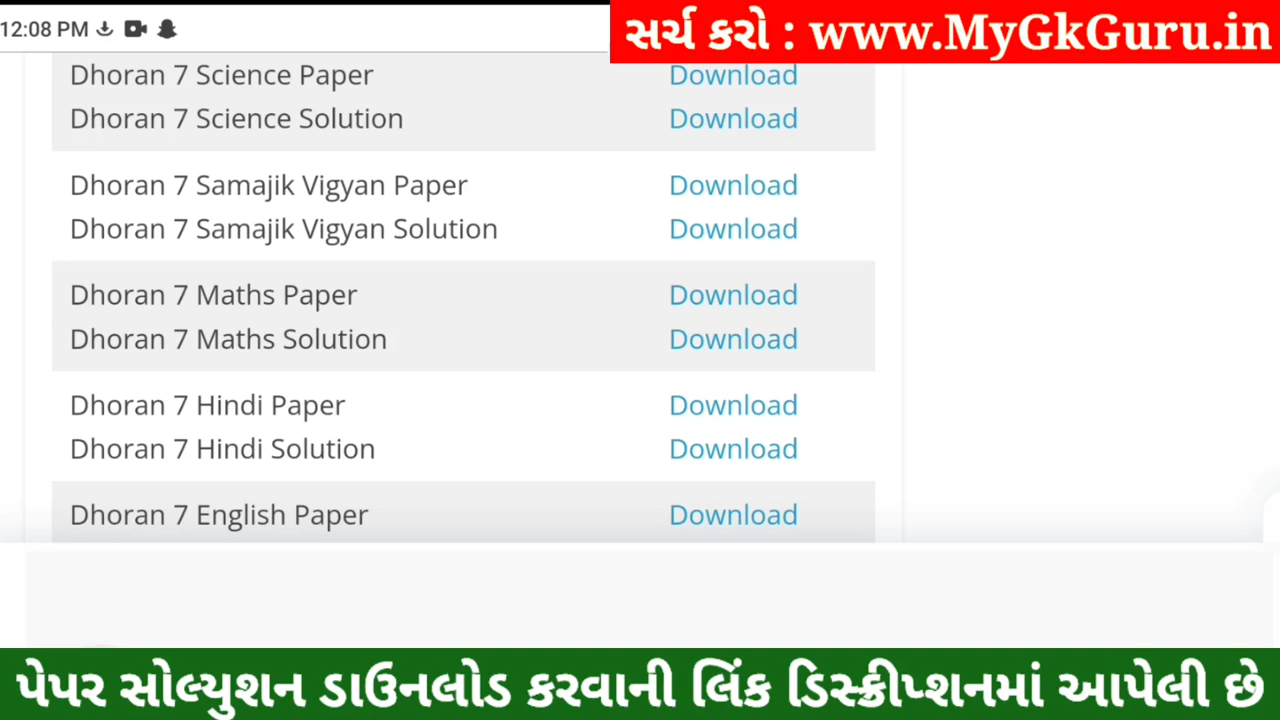 12:08 PM
સર્ચ કરો : www.MyGkGuru.in
Dhoran 7 Science Paper Download
Dhoran 7 Science Solution Download
Dhoran 7 Samajik Vigyan Paper Download
Dhoran 7 Samajik Vigyan Solution Download
Dhoran 7 Maths Paper Download
Dhoran 7 Maths Solution Download
Dhoran 7 Hindi Paper Download
Dhoran 7 Hindi Solution Download
Dhoran 7 English Paper Download
પેપર સોલ્યુશન ડાઉનલોડ કરવાની લિંક ડિસ્ક્રીપ્શનમાં આપેલી છે